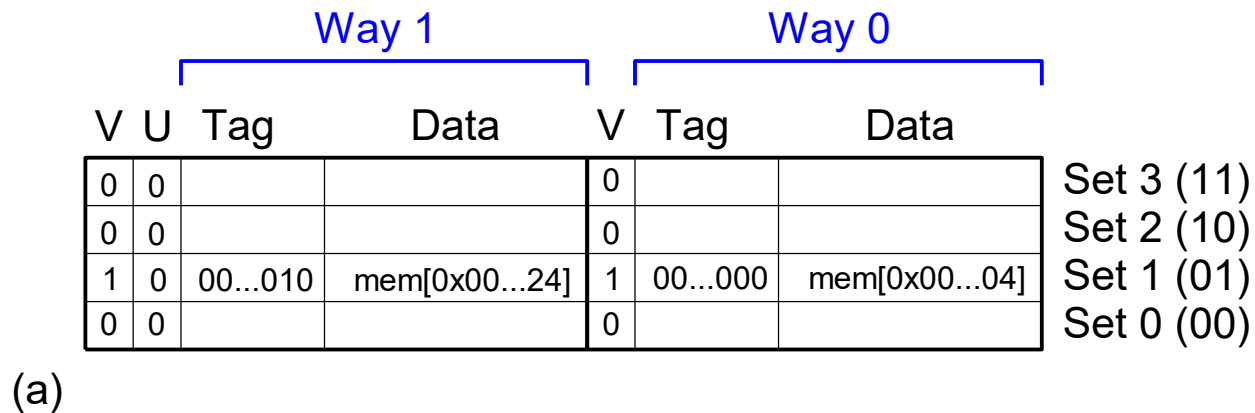 Way 1 Way 0
V U Tag Data V Tag Data
0 0 0 Set 3 (11)
0 0 0 Set 2 (10)
1 0 00...010 mem[0x00...24] 1 00...000 mem[0x00...04] Set 1 (01)
0 0 0 Set 0 (00)
(a)